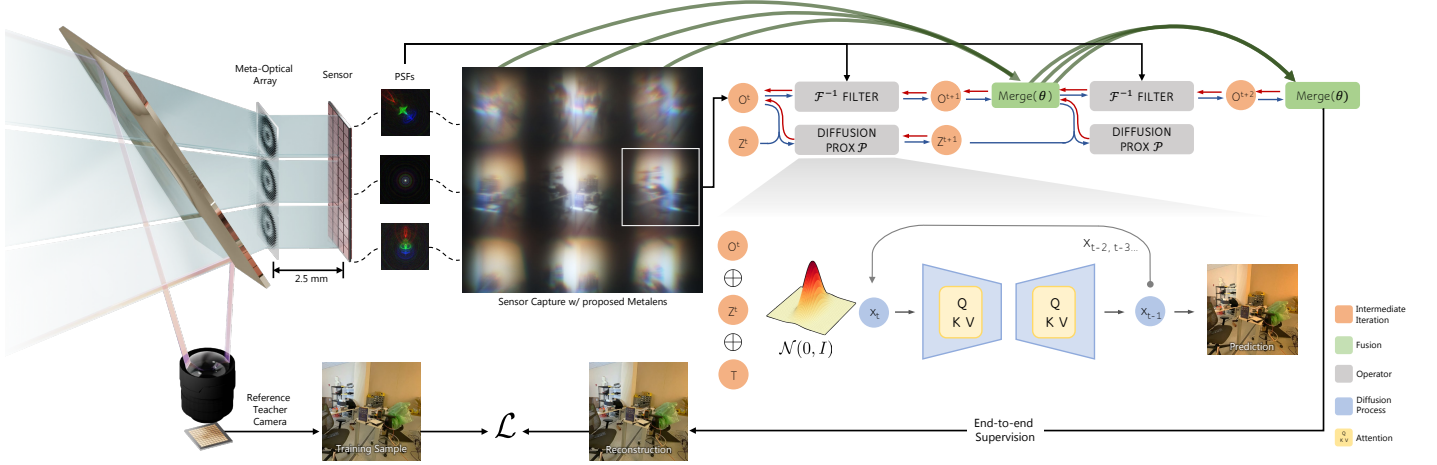 Meta-Optical
Array
Sensor
PSFs
2.5 mm
Sensor Capture w/ proposed Metalens
O^t
Z^t
ℱ⁻¹ FILTER
DIFFUSION
PROX 𝒫
O^{t+1}
Z^{t+1}
Merge(θ)
ℱ⁻¹ FILTER
DIFFUSION
PROX 𝒫
O^{t+2}
Merge(θ)
O^t
⊕
Z^t
⊕
T
𝒩(0, I)
x_t
Q
K V
Q
K V
x_{t-2, t-3...}
x_{t-1}
Prediction
Intermediate
Iteration
Fusion
Operator
Diffusion
Process
Q
K V
Attention
Reference
Teacher
Camera
Training Sample
ℒ
Reconstruction
End-to-end
Supervision